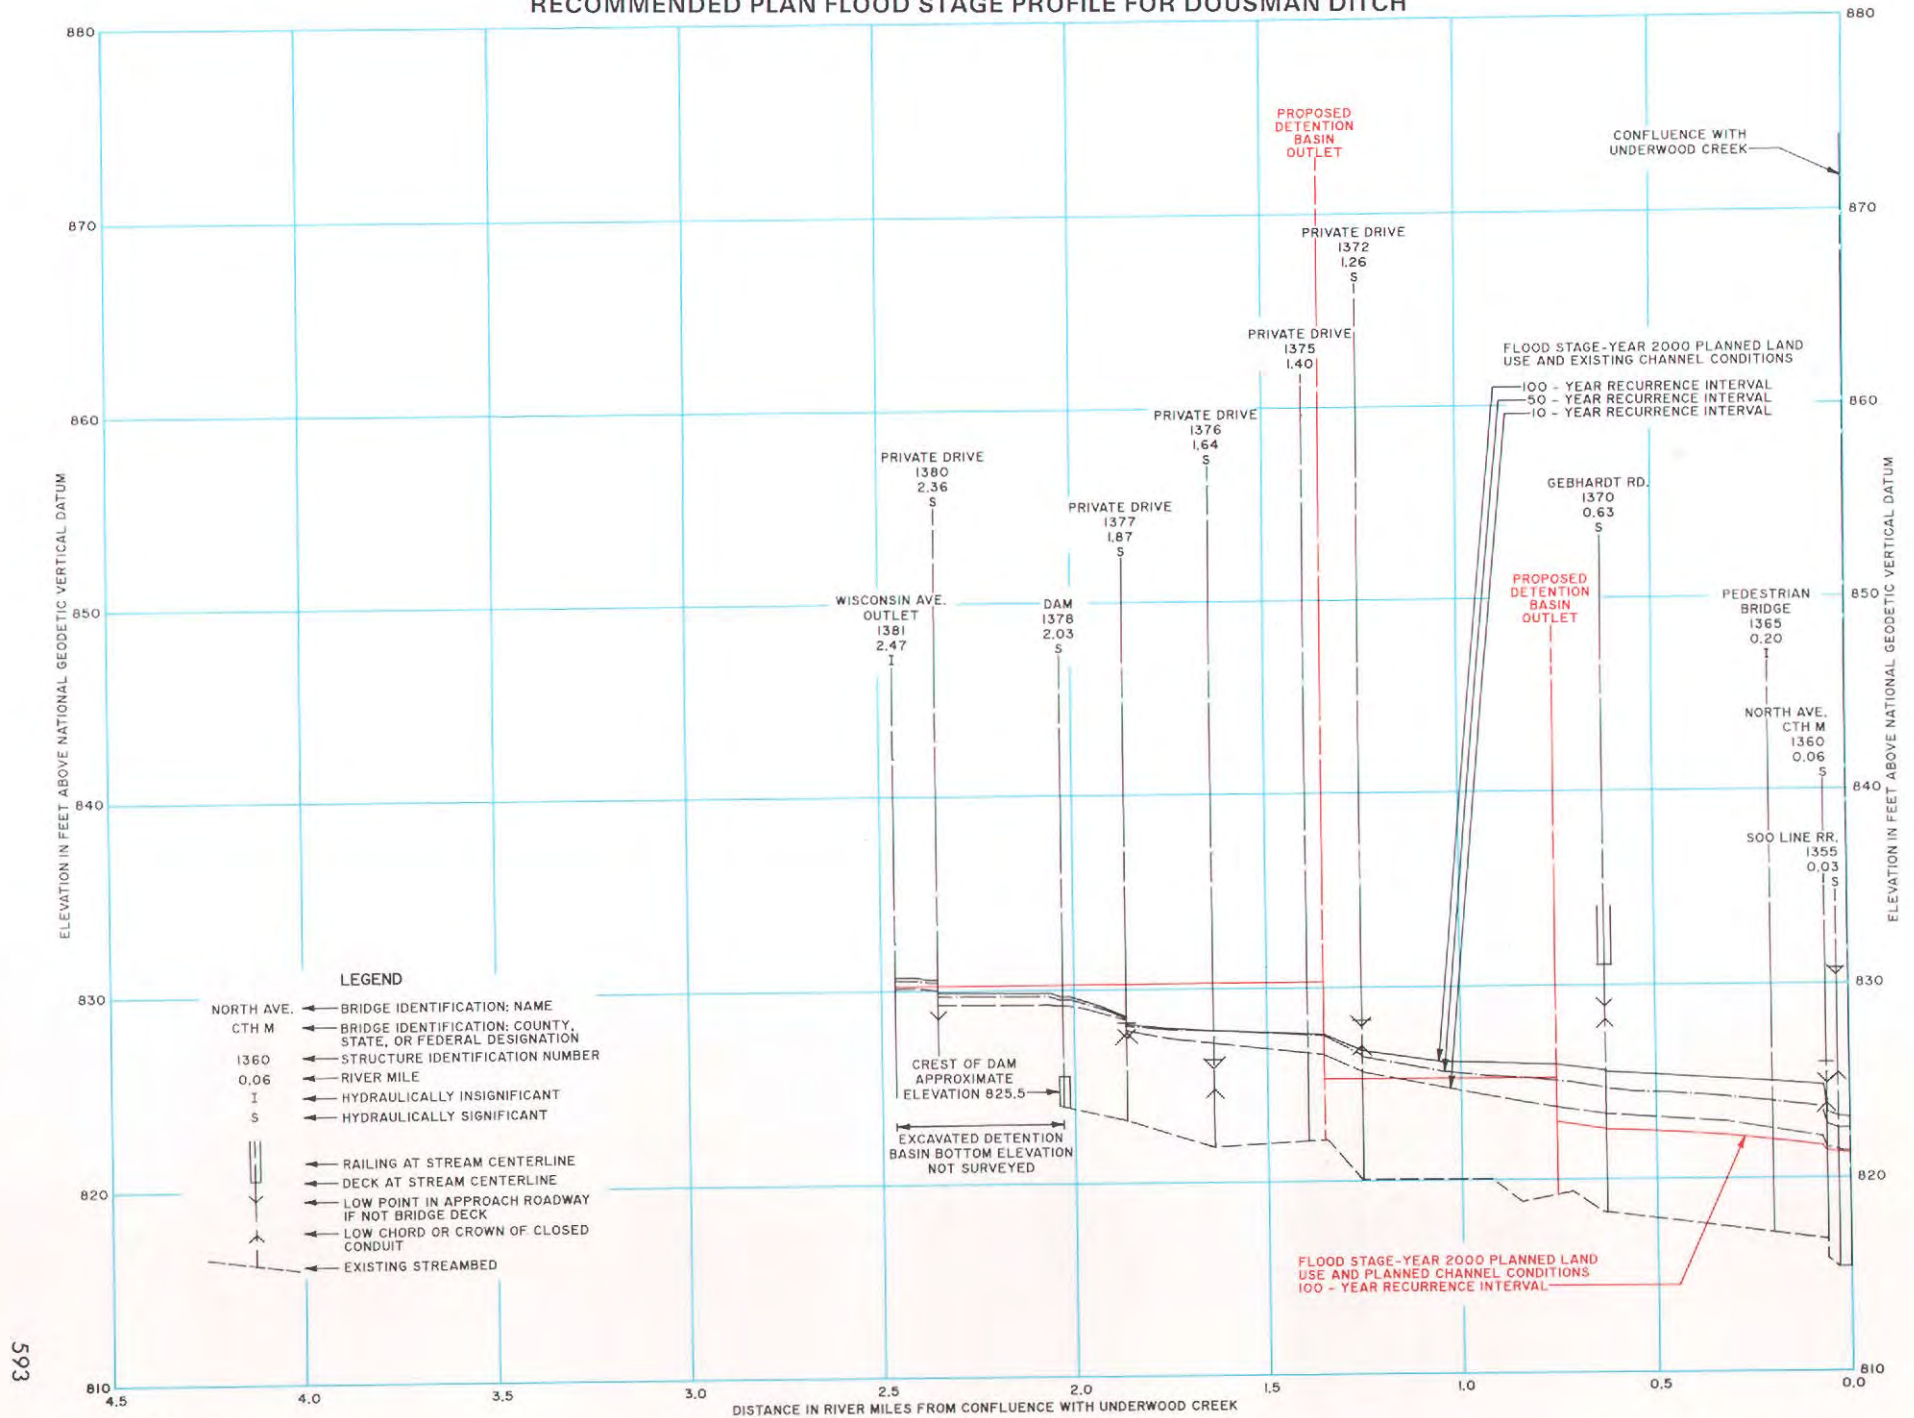 RECOMMENDED PLAN FLOOD STAGE PROFILE FOR DOUSMAN DITCH
880
880
870
870
860
860
850
850
840
840
830
830
820
820
810
810
ELEVATION IN FEET ABOVE NATIONAL GEODETIC VERTICAL DATUM
ELEVATION IN FEET ABOVE NATIONAL GEODETIC VERTICAL DATUM
PROPOSED
DETENTION
BASIN
OUTLET
CONFLUENCE WITH
UNDERWOOD CREEK
PRIVATE DRIVE
1372
1.26
S
PRIVATE DRIVE
1375
1.40
FLOOD STAGE-YEAR 2000 PLANNED LAND
USE AND EXISTING CHANNEL CONDITIONS
100 - YEAR RECURRENCE INTERVAL
50 - YEAR RECURRENCE INTERVAL
10 - YEAR RECURRENCE INTERVAL
PRIVATE DRIVE
1376
1.64
S
PRIVATE DRIVE
1380
2.36
S
PRIVATE DRIVE
1377
1.87
S
GEBHARDT RD.
1370
0.63
S
PROPOSED
DETENTION
BASIN
OUTLET
WISCONSIN AVE.
OUTLET
1381
2.47
I
DAM
1378
2.03
S
PEDESTRIAN
BRIDGE
1365
0.20
I
NORTH AVE.
CTH M
1360
0.06
S
SOO LINE RR.
1355
0.03
S
LEGEND
NORTH AVE. BRIDGE IDENTIFICATION: NAME
CTH M BRIDGE IDENTIFICATION: COUNTY,
STATE, OR FEDERAL DESIGNATION
1360 STRUCTURE IDENTIFICATION NUMBER
0.06 RIVER MILE
I HYDRAULICALLY INSIGNIFICANT
S HYDRAULICALLY SIGNIFICANT
RAILING AT STREAM CENTERLINE
DECK AT STREAM CENTERLINE
LOW POINT IN APPROACH ROADWAY
IF NOT BRIDGE DECK
LOW CHORD OR CROWN OF CLOSED
CONDUIT
EXISTING STREAMBED
CREST OF DAM
APPROXIMATE
ELEVATION 825.5
EXCAVATED DETENTION
BASIN BOTTOM ELEVATION
NOT SURVEYED
FLOOD STAGE-YEAR 2000 PLANNED LAND
USE AND PLANNED CHANNEL CONDITIONS
100 - YEAR RECURRENCE INTERVAL
4.5
4.0
3.5
3.0
2.5
2.0
1.5
1.0
0.5
0.0
DISTANCE IN RIVER MILES FROM CONFLUENCE WITH UNDERWOOD CREEK
593